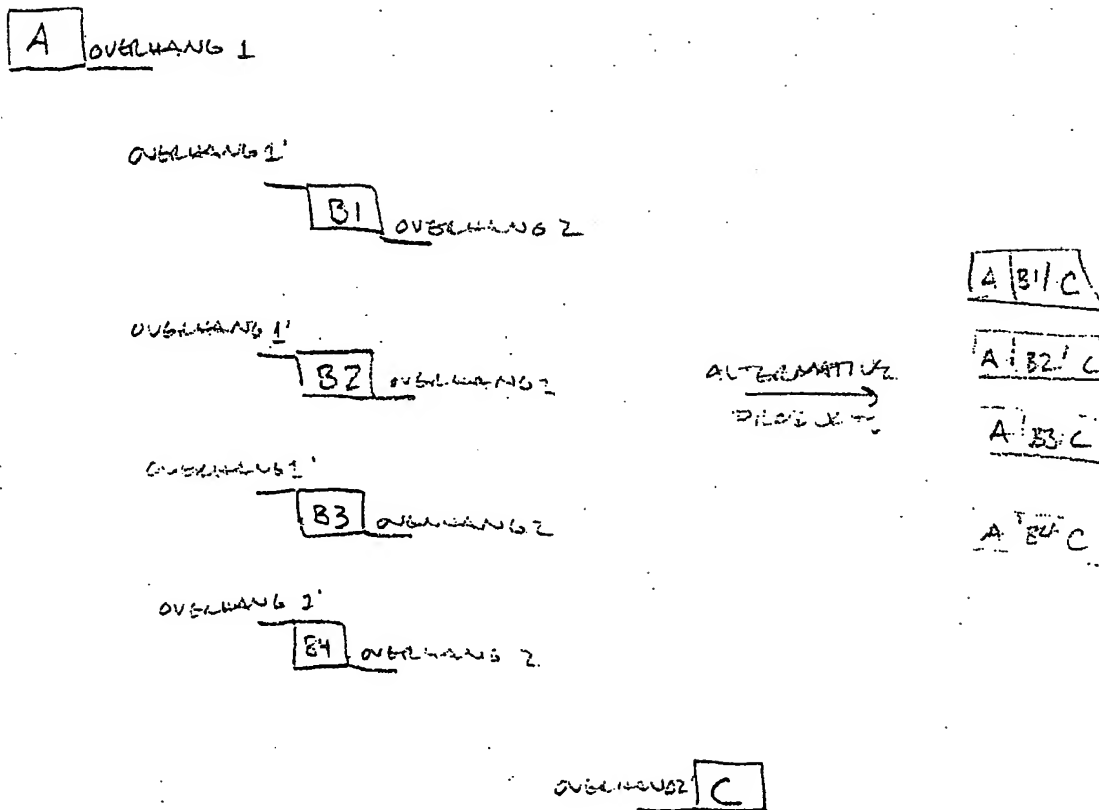 A OVERHANG 1
OVERHANG 1'
B1 OVERHANG 2
A B1 C
OVERHANG 1'
B2 OVERHANG 2
ALTERNATIVE
PRODUCTS
A B2 C
A B3 C
OVERHANG 1'
B3 OVERHANG 2
A B4 C
OVERHANG 1'
B4 OVERHANG 2
OVERHANG 2' C